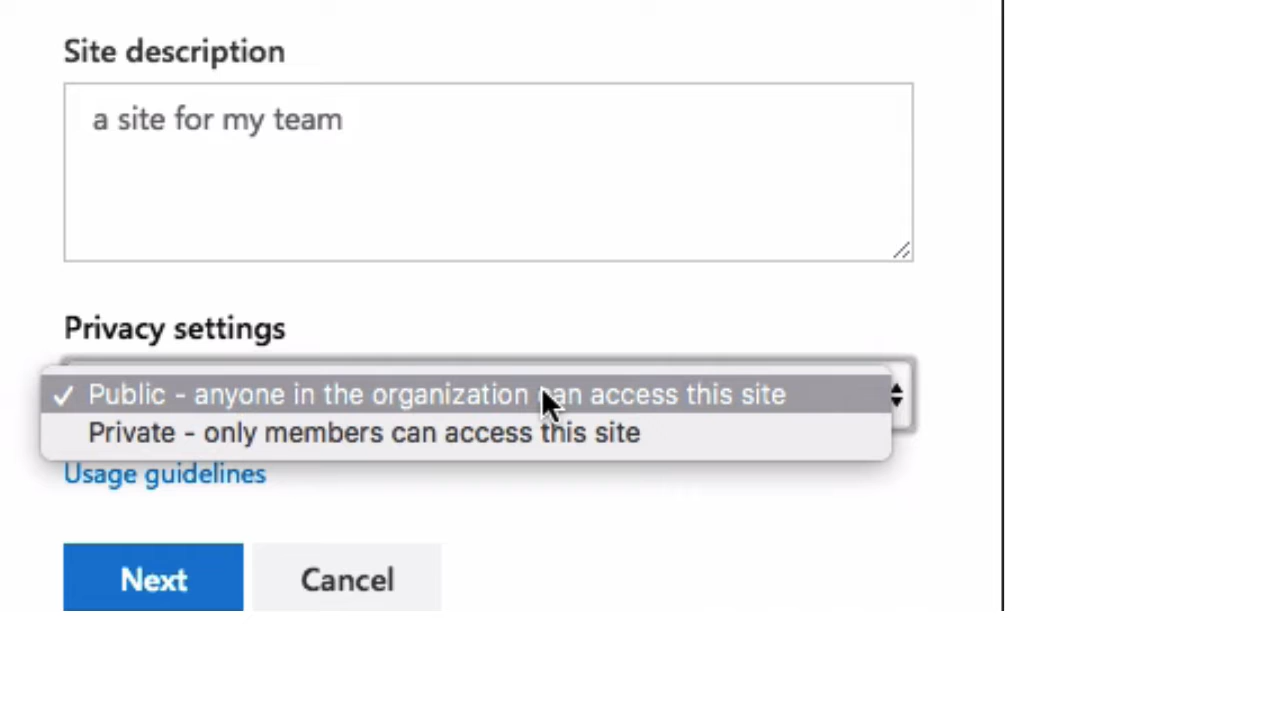 Site description
a site for my team
Privacy settings
✓ Public - anyone in the organization can access this site
Private - only members can access this site
Usage guidelines
Next
Cancel